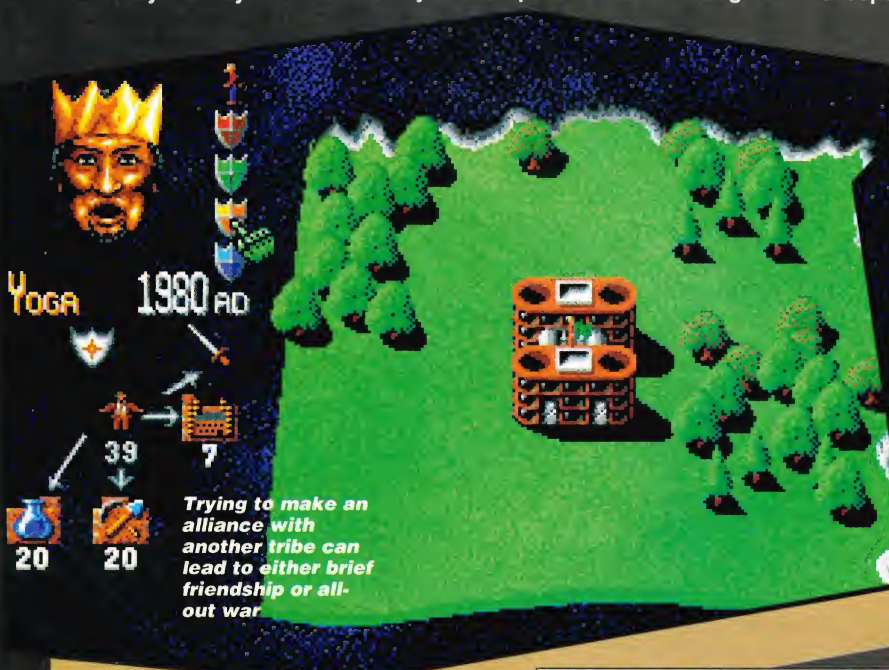 YOGA
1980 AD
39
7
20
20
Trying to make an
alliance with
another tribe can
lead to either brief
friendship or all-
out war